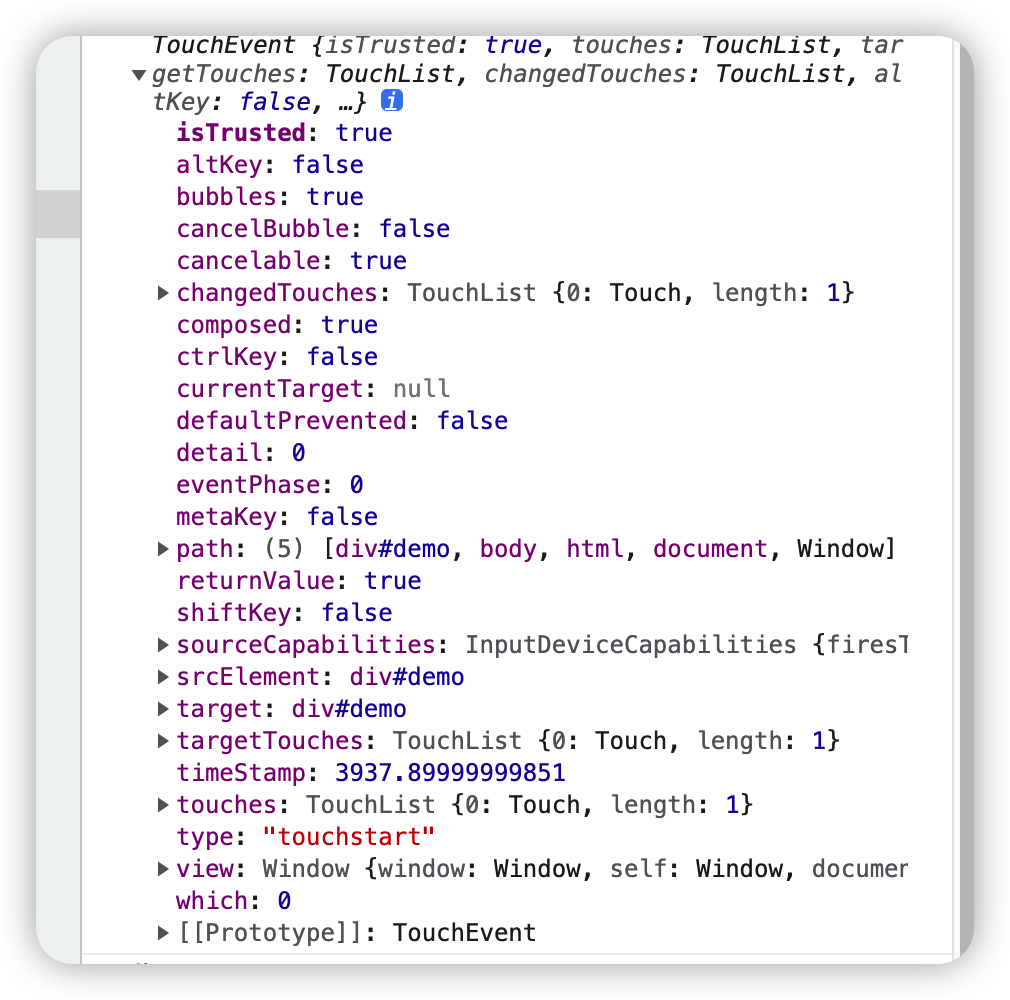 TouchEvent {isTrusted: true, touches: TouchList, tar
getTouches: TouchList, changedTouches: TouchList, al
tKey: false, …} i
isTrusted: true
altKey: false
bubbles: true
cancelBubble: false
cancelable: true
changedTouches: TouchList {0: Touch, length: 1}
composed: true
ctrlKey: false
currentTarget: null
defaultPrevented: false
detail: 0
eventPhase: 0
metaKey: false
path: (5) [div#demo, body, html, document, Window]
returnValue: true
shiftKey: false
sourceCapabilities: InputDeviceCapabilities {firesT
srcElement: div#demo
target: div#demo
targetTouches: TouchList {0: Touch, length: 1}
timeStamp: 3937.89999999851
touches: TouchList {0: Touch, length: 1}
type: "touchstart"
view: Window {window: Window, self: Window, documen
which: 0
[[Prototype]]: TouchEvent